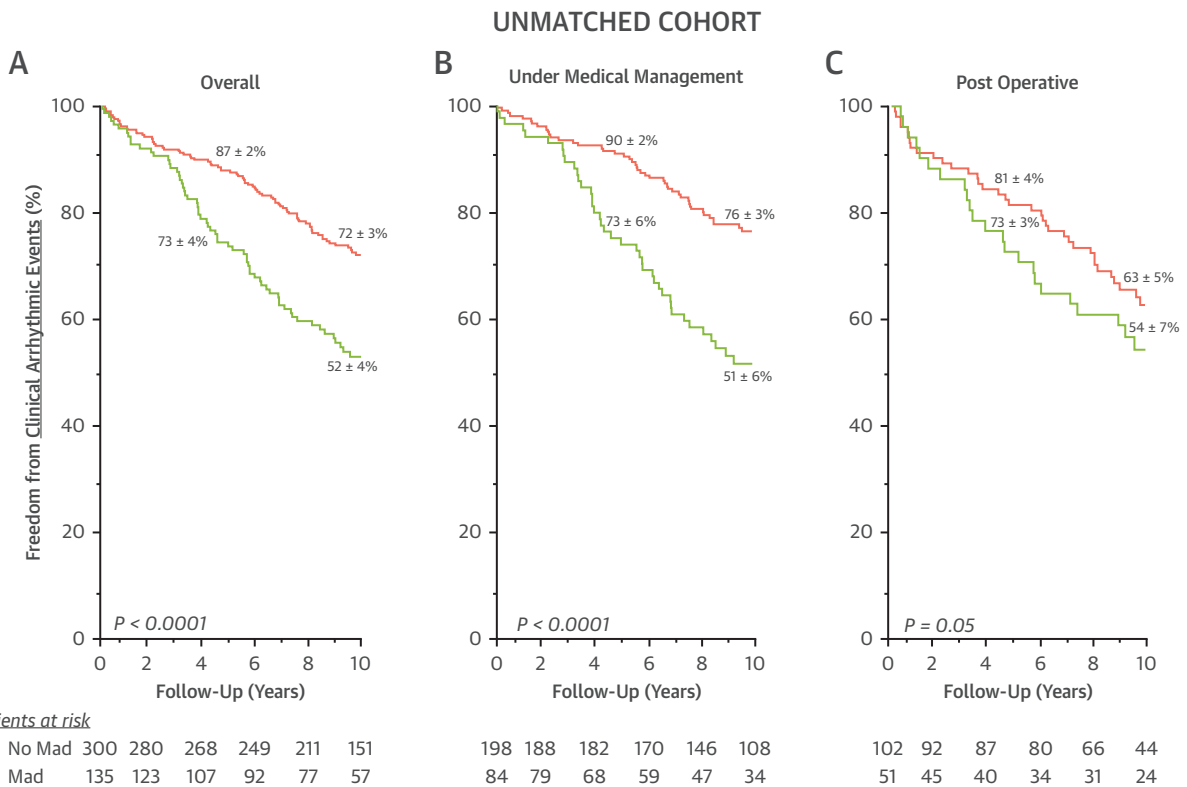 UNMATCHED COHORT
A
Overall
Freedom from Clinical Arrhythmic Events (%)
100
80
60
40
20
0
87 ± 2%
72 ± 3%
73 ± 4%
52 ± 4%
P < 0.0001
0 2 4 6 8 10
Follow-Up (Years)
B
Under Medical Management
100
80
60
40
20
0
90 ± 2%
76 ± 3%
73 ± 6%
51 ± 6%
P < 0.0001
0 2 4 6 8 10
Follow-Up (Years)
C
Post Operative
100
80
60
40
20
0
81 ± 4%
73 ± 3%
63 ± 5%
54 ± 7%
P = 0.05
0 2 4 6 8 10
Follow-Up (Years)
ients at risk
No Mad 300 280 268 249 211 151 198 188 182 170 146 108 102 92 87 80 66 44
Mad 135 123 107 92 77 57 84 79 68 59 47 34 51 45 40 34 31 24